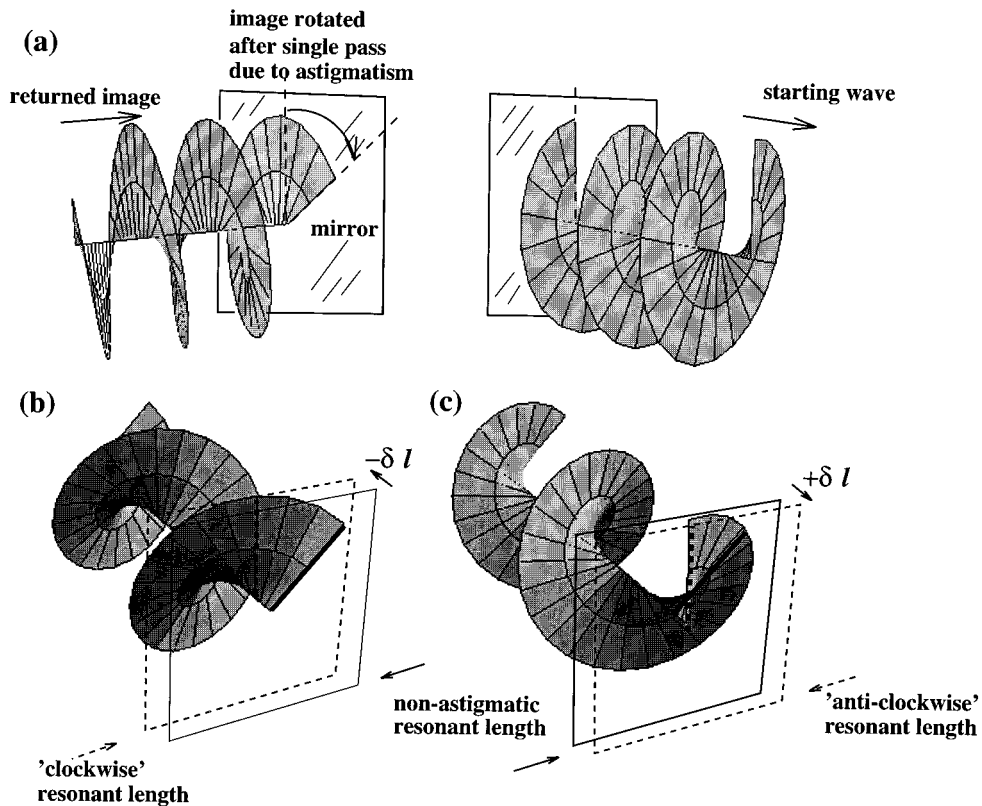 (a)
image rotated
after single pass
due to astigmatism
returned image
mirror
starting wave
(b)
−δ l
'clockwise'
resonant length
(c)
+δ l
non-astigmatic
resonant length
'anti-clockwise'
resonant length